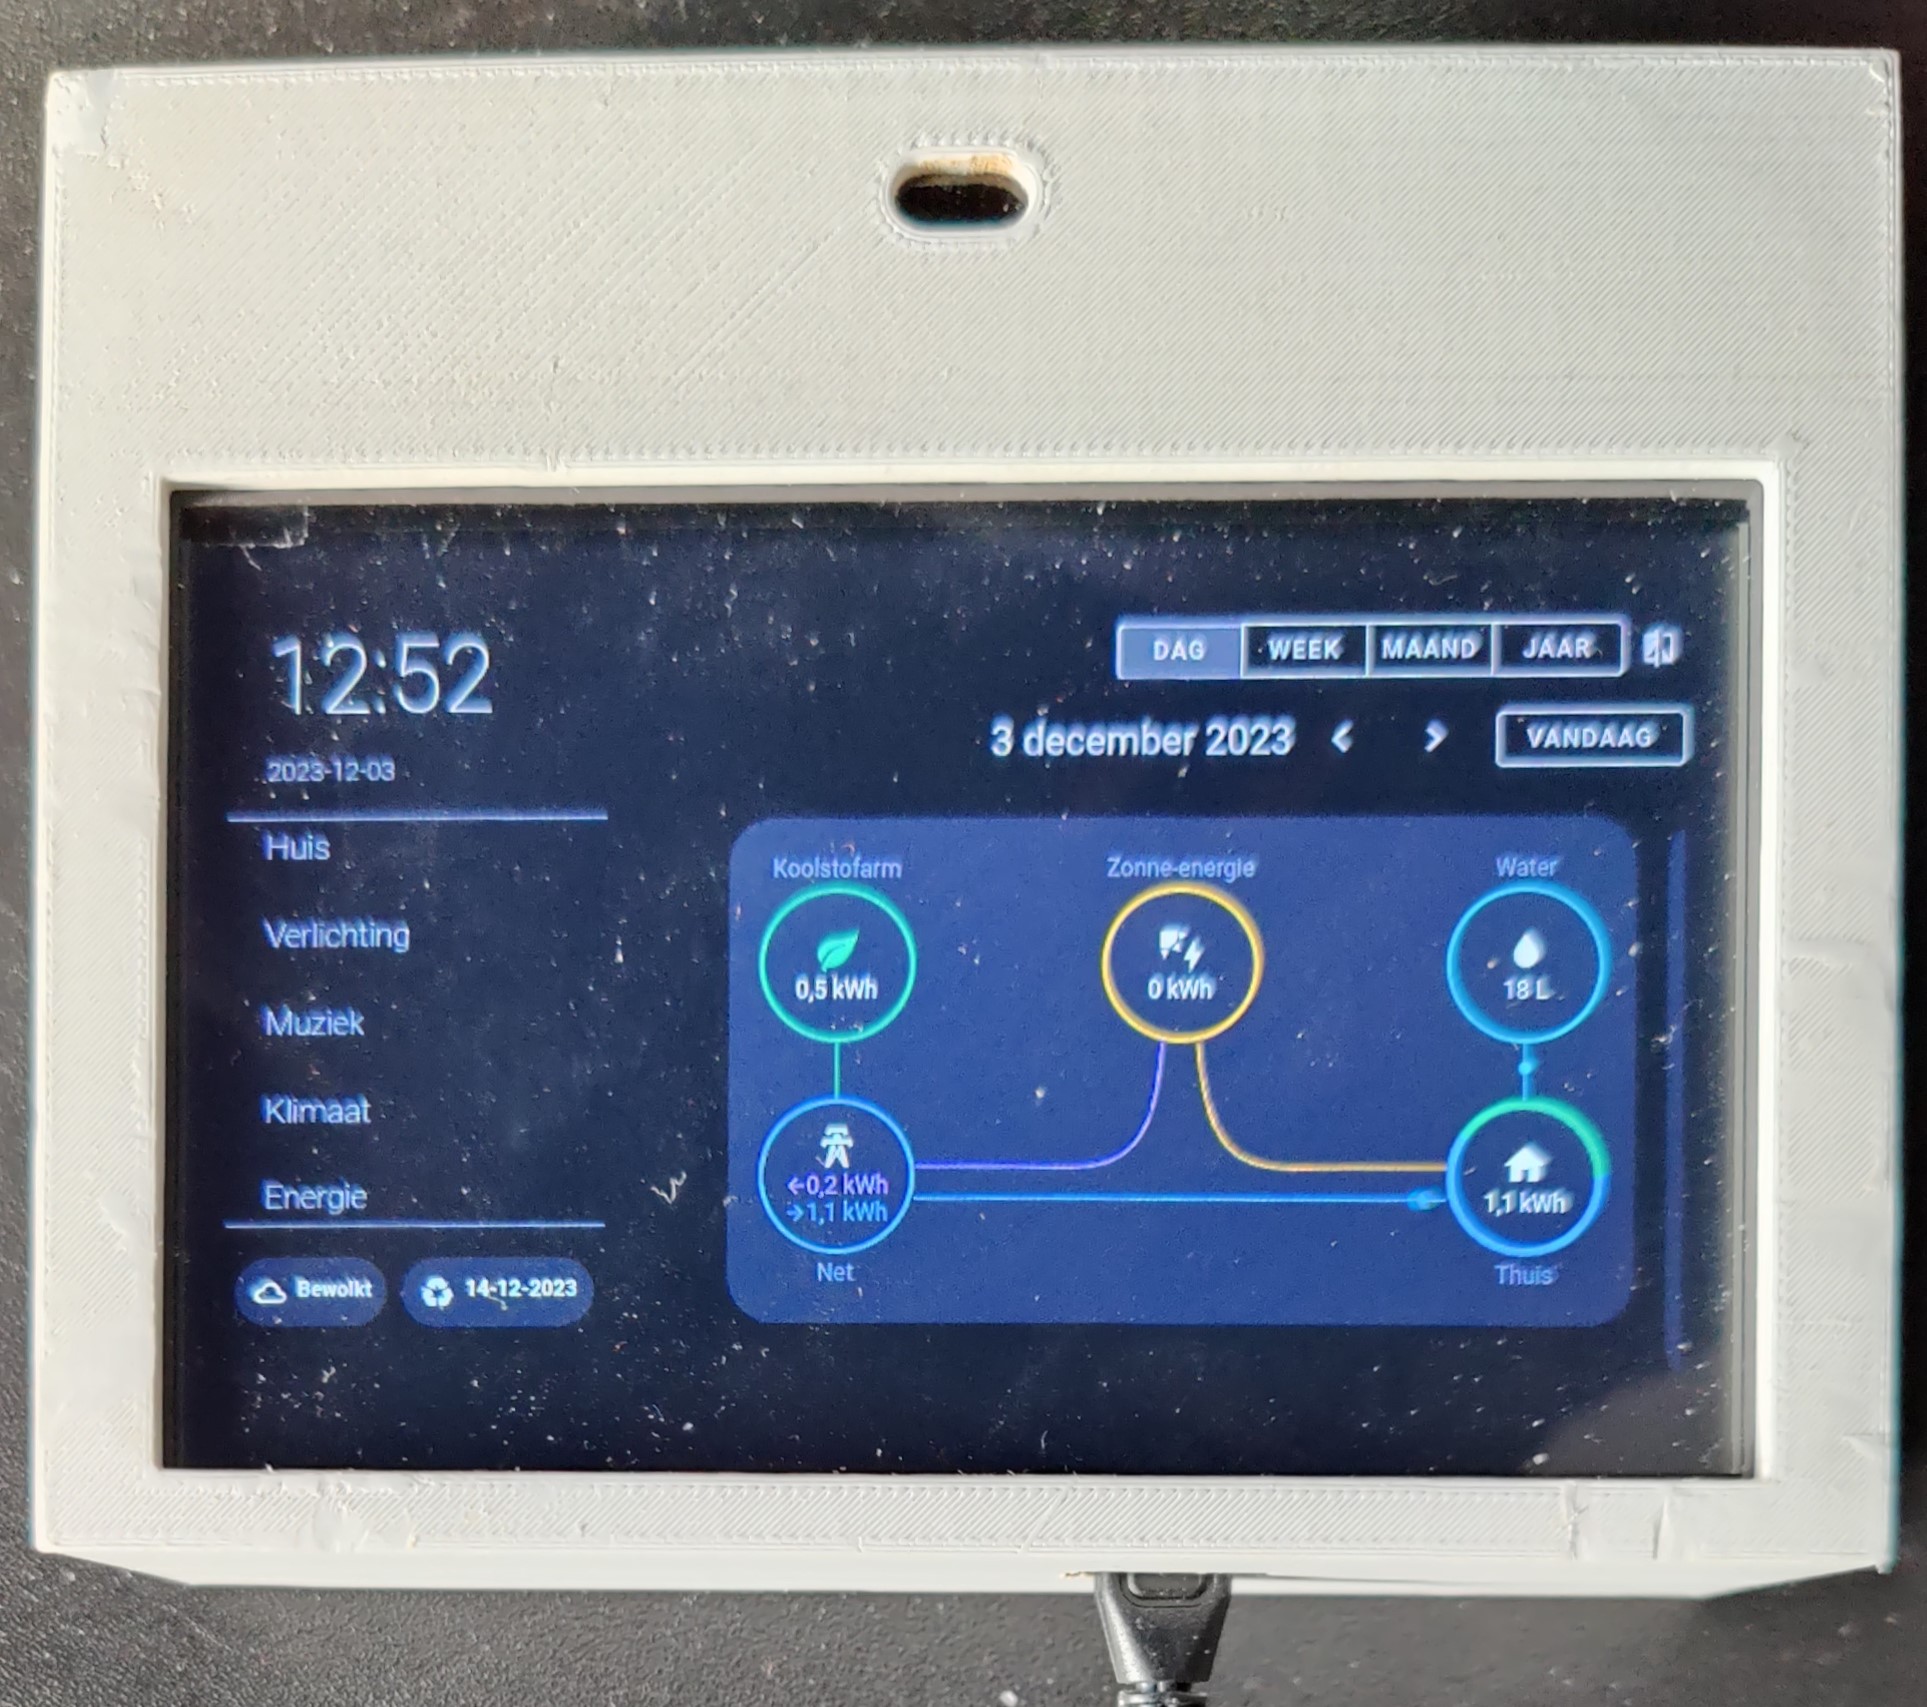 12:52
2023-12-03
Huis
Verlichting
Muziek
Klimaat
Energie
Bewolkt
14-12-2023
DAG WEEK MAAND JAAR
3 december 2023 < > VANDAAG
Koolstofarm
0,5 kWh
Zonne-energie
0 kWh
Water
18 L
←0,2 kWh
→1,1 kWh
Net
1,1 kWh
Thuis